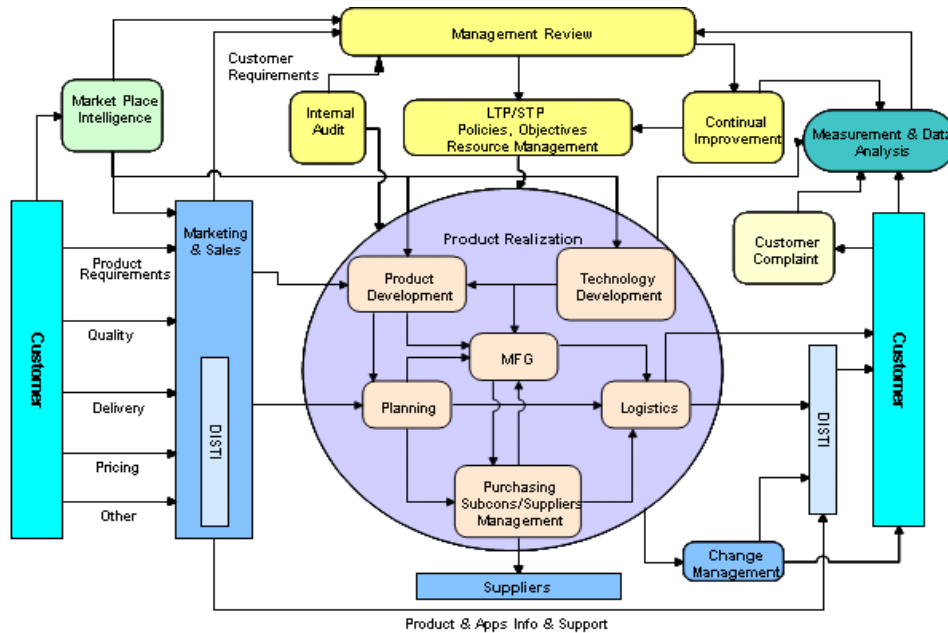 Management Review
Customer
Requirements
Market Place
Intelligence
Internal
Audit
LTP/STP
Policies, Objectives
Resource Management
Continual
Improvement
Measurement & Data
Analysis
Marketing
& Sales
Product Realization
Customer
Complaint
Product
Requirements
Product
Development
Technology
Development
Customer
Quality
MFG
Customer
Delivery
DISTI
Planning
Logistics
DISTI
Pricing
Other
Purchasing
Subcons/Suppliers
Management
Change
Management
Suppliers
Product & Apps Info & Support